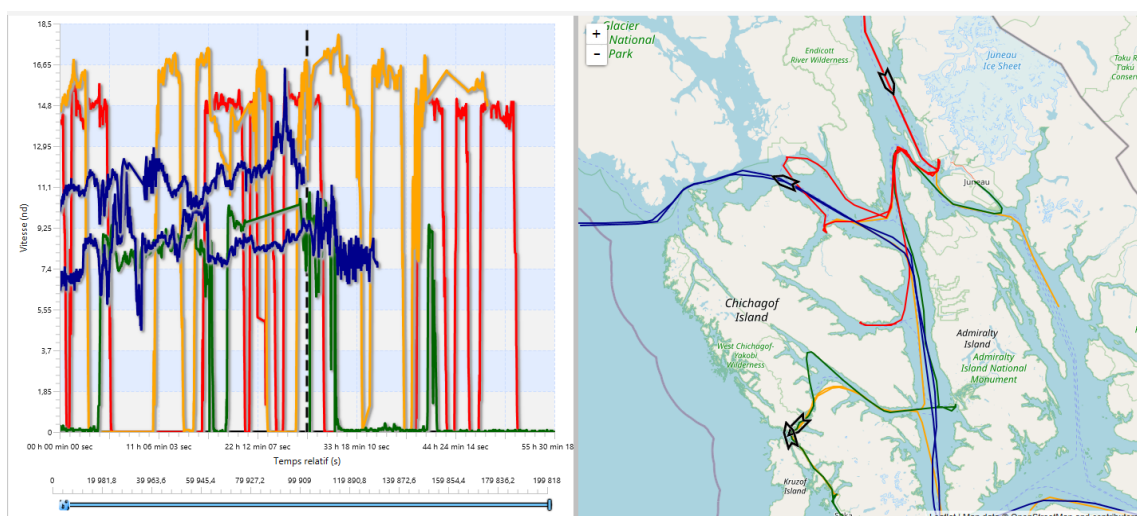 18,5
16,65
14,8
12,95
11,1
9,25
7,4
5,55
3,7
1,85
0
Vitesse (nd)
00 h 00 min 00 sec
11 h 06 min 03 sec
22 h 12 min 07 sec
33 h 18 min 10 sec
44 h 24 min 14 sec
55 h 30 min 18
Temps relatif (s)
0
19 981,8
39 963,6
59 945,4
79 927,2
99 909
119 890,8
139 872,6
159 854,4
179 836,2
199 818
+
−
Glacier
National
Park
Endicott
River Wilderness
Juneau
Ice Sheet
Taku R
T'aku
Conserv
Juneau
Chichagof
Island
West Chichagof-
Yakobi
Wilderness
Admiralty
Island
Admiralty
Island National
Monument
Kruzof
Island